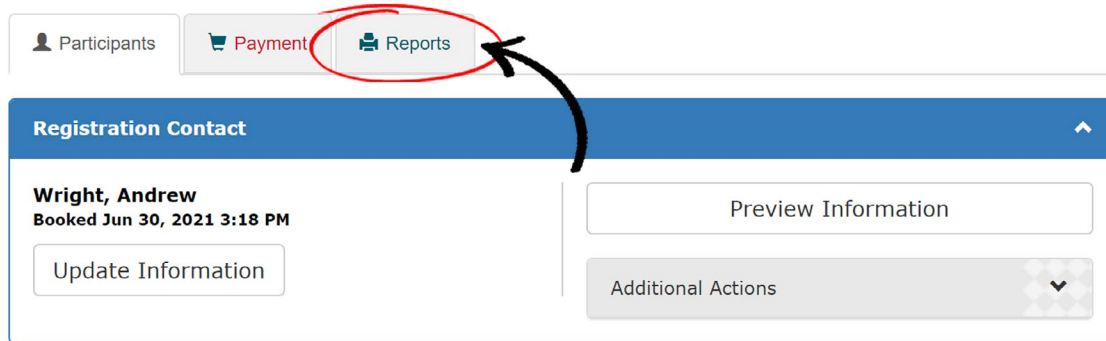 Participants
Payment
Reports
Registration Contact
Wright, Andrew
Booked Jun 30, 2021 3:18 PM
Update Information
Preview Information
Additional Actions